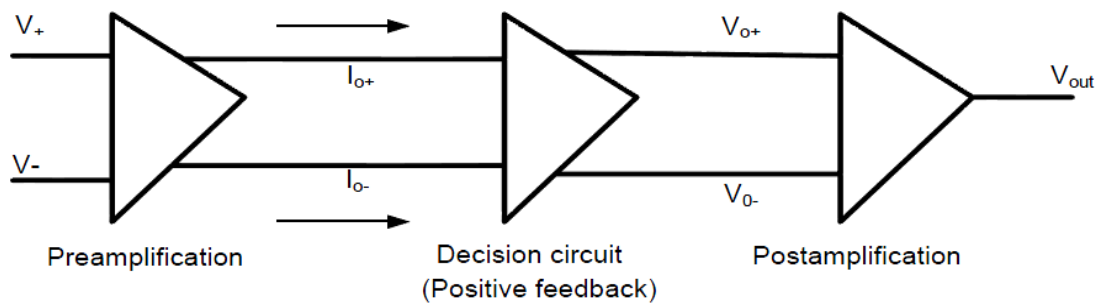 V+
V-
Io+
Io-
Vo+
V0-
Vout
Preamplification
Decision circuit
(Positive feedback)
Postamplification